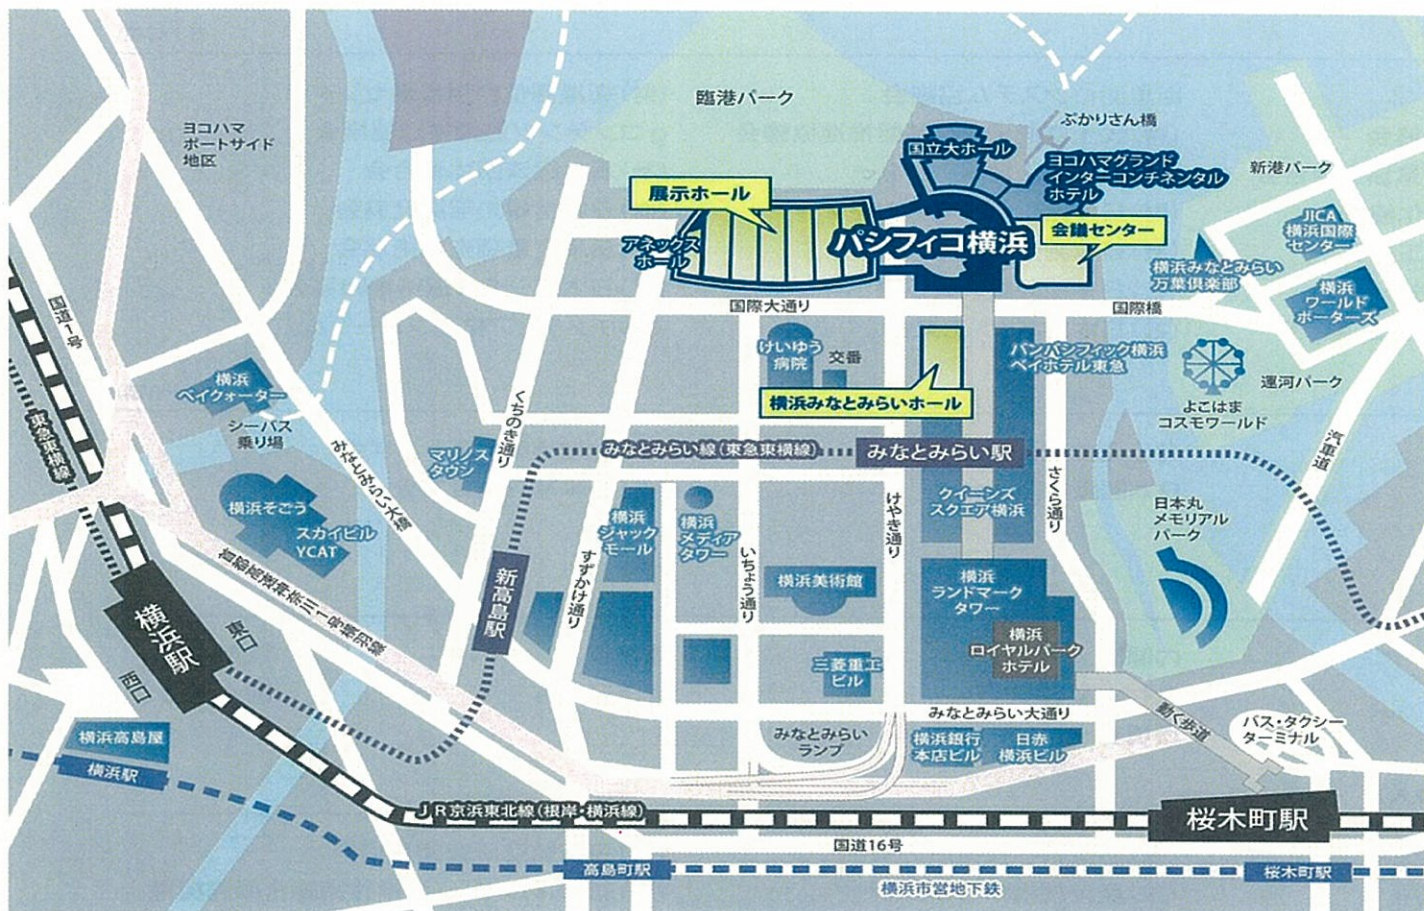 臨港パーク
ぷかりさん橋
ヨコハマ
ポートサイド
地区
国立大ホール
ヨコハマグランド
インターコンチネンタル
ホテル
新港パーク
展示ホール
JICA
横浜国際
センター
会議センター
アネックス
ホール
パシフィコ横浜
横浜みなとみらい
万葉倶楽部
横浜
ワールド
ポーターズ
国道1号
国際大通り
国際橋
けいゆう
病院
交番
パンパシフィック横浜
ベイホテル東急
横浜
ベイクォーター
運河パーク
横浜みなとみらいホール
よこはま
コスモワールド
シーバス
乗り場
東急東横線
くちのき通り
みなとみらい大橋
マリノス
タウン
みなとみらい線(東急東横線)
みなとみらい駅
汽車道
さくら通り
けやき通り
クイーンズ
スクエア横浜
日本丸
メモリアル
パーク
横浜そごう
スカイビル
YCAT
横浜
ジャック
モール
横浜
メディア
タワー
首都高速神奈川1号横羽線
新高島駅
すずかけ通り
いちょう通り
横浜美術館
横浜
ランドマーク
タワー
横浜駅
東口
西口
横浜
ロイヤルパーク
ホテル
三菱重工
ビル
みなとみらい大通り
動く歩道
バス・タクシー
ターミナル
横浜高島屋
横浜駅
みなとみらい
ランプ
横浜銀行
本店ビル
日赤
横浜ビル
JR京浜東北線(根岸・横浜線)
桜木町駅
国道16号
高島町駅
桜木町駅
横浜市営地下鉄